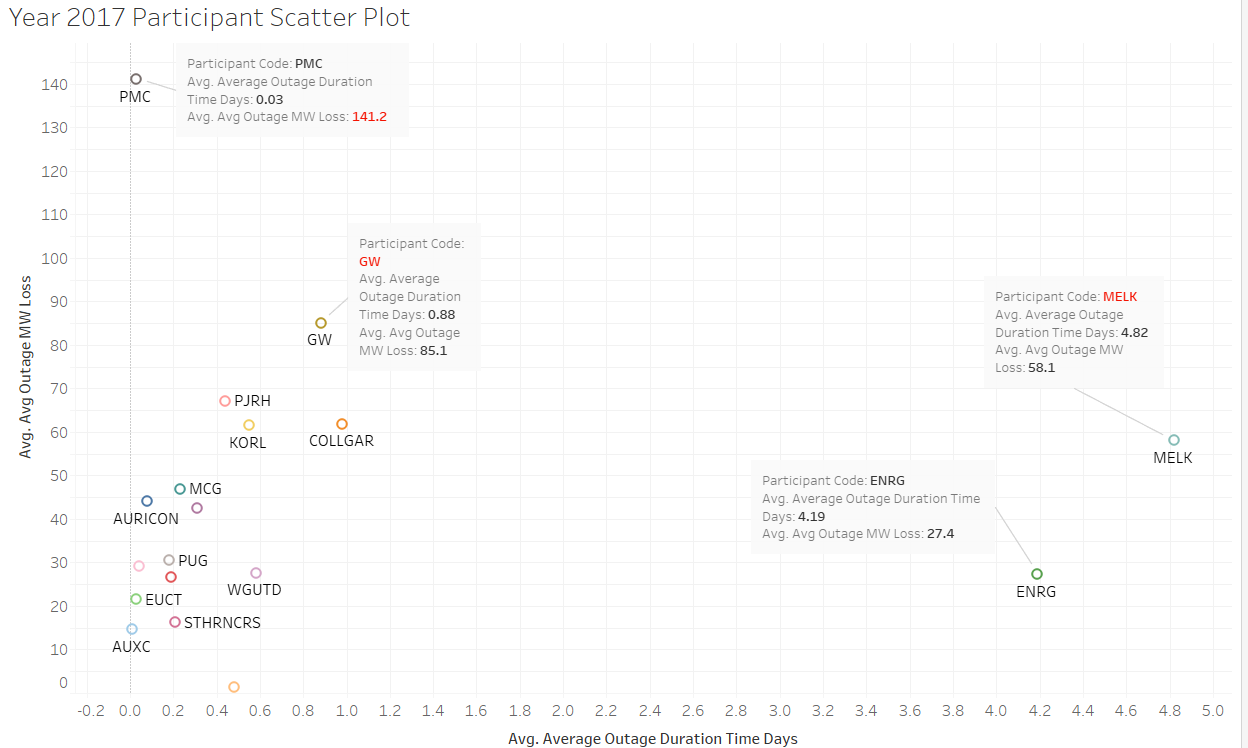 Year 2017 Participant Scatter Plot
Participant Code: PMC
Avg. Average Outage Duration
Time Days: 0.03
Avg. Avg Outage MW Loss: 141.2
PMC
Participant Code:
GW
Avg. Average
Outage Duration
Time Days: 0.88
Avg. Avg Outage
MW Loss: 85.1
GW
Participant Code: MELK
Avg. Average Outage
Duration Time Days: 4.82
Avg. Avg Outage MW
Loss: 58.1
MELK
PJRH
KORL
COLLGAR
Participant Code: ENRG
Avg. Average Outage Duration Time
Days: 4.19
Avg. Avg Outage MW Loss: 27.4
ENRG
MCG
AURICON
PUG
WGUTD
EUCT
STHRNCRS
AUXC
Avg. Avg Outage MW Loss
140
130
120
110
100
90
80
70
60
50
40
30
20
10
0
-0.2 0.0 0.2 0.4 0.6 0.8 1.0 1.2 1.4 1.6 1.8 2.0 2.2 2.4 2.6 2.8 3.0 3.2 3.4 3.6 3.8 4.0 4.2 4.4 4.6 4.8 5.0
Avg. Average Outage Duration Time Days